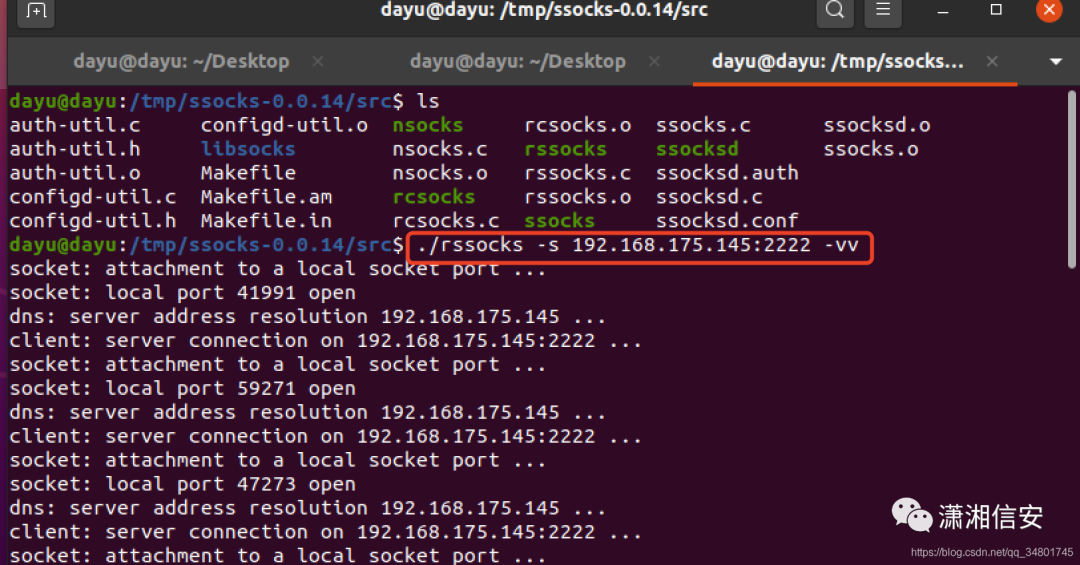 dayu@dayu: /tmp/ssocks-0.0.14/src
dayu@dayu: ~/Desktop dayu@dayu: ~/Desktop dayu@dayu: /tmp/ssocks...
dayu@dayu:/tmp/ssocks-0.0.14/src$ ls
auth-util.c configd-util.o nsocks rcsocks.o ssocks.c ssocksd.o
auth-util.h libsocks nsocks.c rssocks ssocksd ssocks.o
auth-util.o Makefile nsocks.o rssocks.c ssocksd.auth
configd-util.c Makefile.am rcsocks rssocks.o ssocksd.c
configd-util.h Makefile.in rcsocks.c ssocks ssocksd.conf
dayu@dayu:/tmp/ssocks-0.0.14/src$ ./rssocks -s 192.168.175.145:2222 -vv
socket: attachment to a local socket port ...
socket: local port 41991 open
dns: server address resolution 192.168.175.145 ...
client: server connection on 192.168.175.145:2222 ...
socket: attachment to a local socket port ...
socket: local port 59271 open
dns: server address resolution 192.168.175.145 ...
client: server connection on 192.168.175.145:2222 ...
socket: attachment to a local socket port ...
socket: local port 47273 open
dns: server address resolution 192.168.175.145 ...
client: server connection on 192.168.175.145:2222 ...
socket: attachment to a local socket port ...
潇湘信安
https://blog.csdn.net/qq_34801745